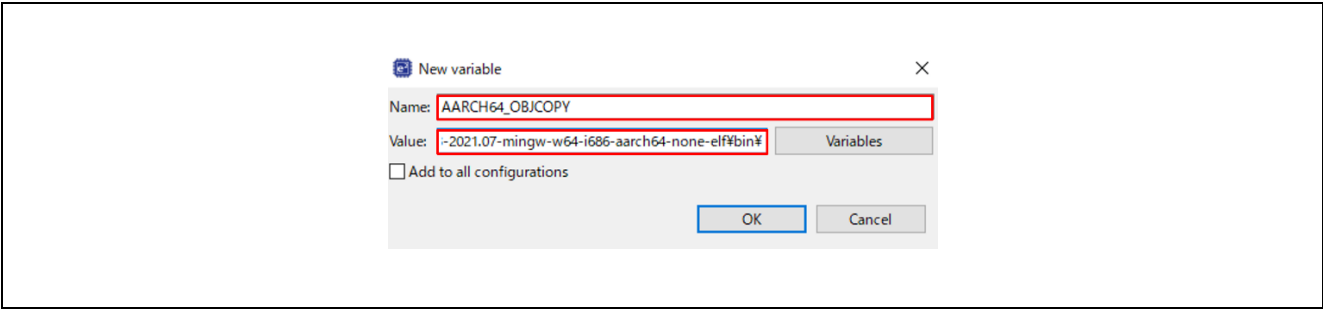 New variable
Name: AARCH64_OBJCOPY
Value: -2021.07-mingw-w64-i686-aarch64-none-elf¥bin¥ Variables
Add to all configurations
OK Cancel